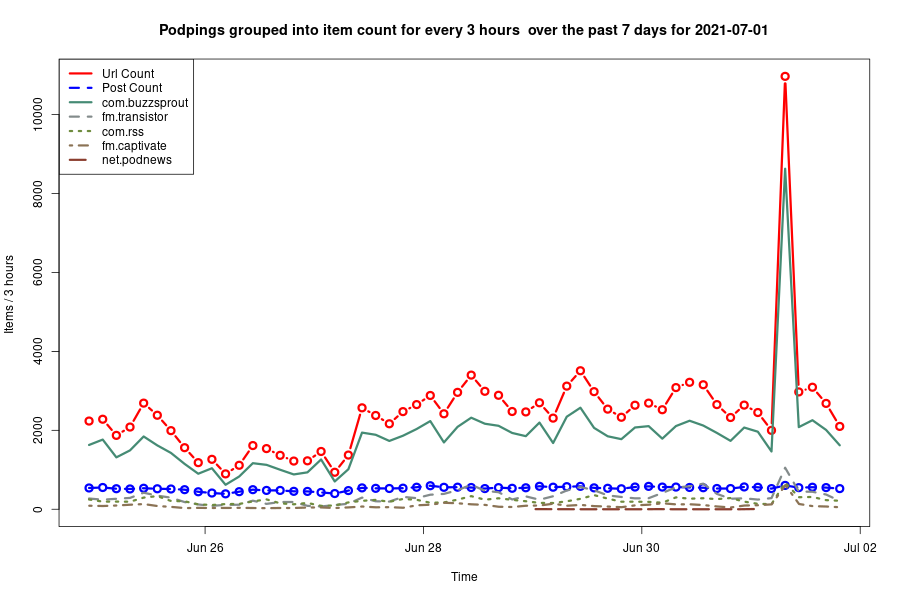 Podpings grouped into item count for every 3 hours  over the past 7 days for 2021-07-01
Url Count
Post Count
com.buzzsprout
fm.transistor
com.rss
fm.captivate
net.podnews
Items / 3 hours
10000
8000
6000
4000
2000
0
Jun 26
Jun 28
Jun 30
Jul 02
Time